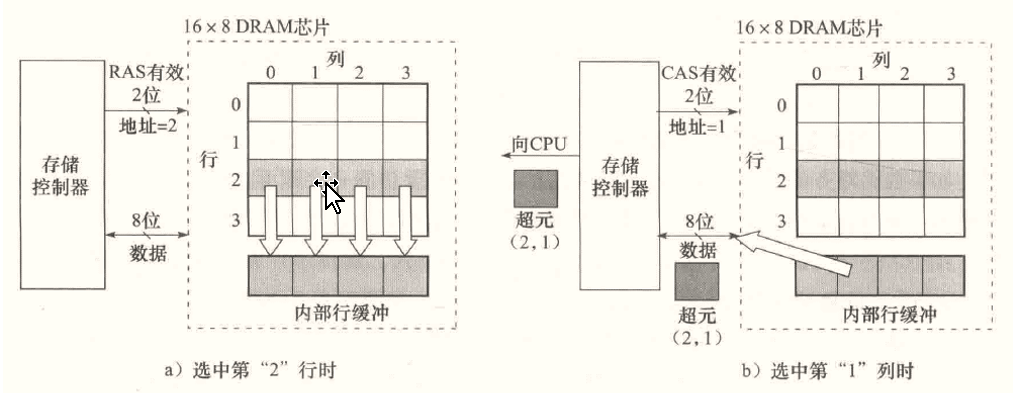 16×8 DRAM芯片
列
0 1 2 3
RAS有效
2位
地址=2
0
1
行
2
3
存储
控制器
8位
数据
内部行缓冲
a）选中第“2”行时
16×8 DRAM芯片
列
0 1 2 3
CAS有效
2位
地址=1
0
1
行
2
3
向CPU
超元
（2，1）
存储
控制器
8位
数据
超元
（2，1）
内部行缓冲
b）选中第“1”列时